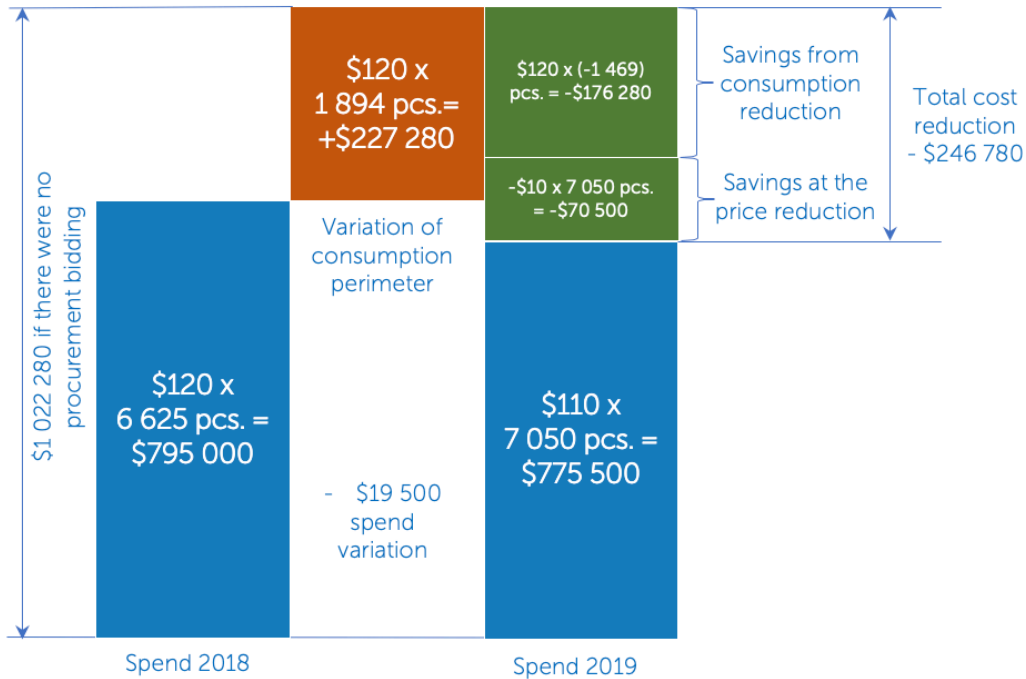 $1 022 280 if there were no
procurement bidding
$120 x
6 625 pcs. =
$795 000
Spend 2018
$120 x
1 894 pcs.=
+$227 280
Variation of
consumption
perimeter
- $19 500
spend
variation
$120 x (-1 469)
pcs. = -$176 280
-$10 x 7 050 pcs.
= -$70 500
$110 x
7 050 pcs. =
$775 500
Spend 2019
Savings from
consumption
reduction
Savings at the
price reduction
Total cost
reduction
- $246 780